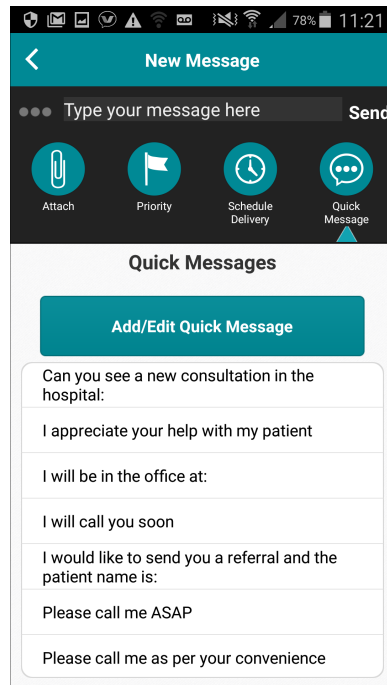 78% 11:21
New Message
Type your message here Send
Attach Priority Schedule Delivery Quick Message
Quick Messages
Add/Edit Quick Message
Can you see a new consultation in the
hospital:
I appreciate your help with my patient
I will be in the office at:
I will call you soon
I would like to send you a referral and the
patient name is:
Please call me ASAP
Please call me as per your convenience